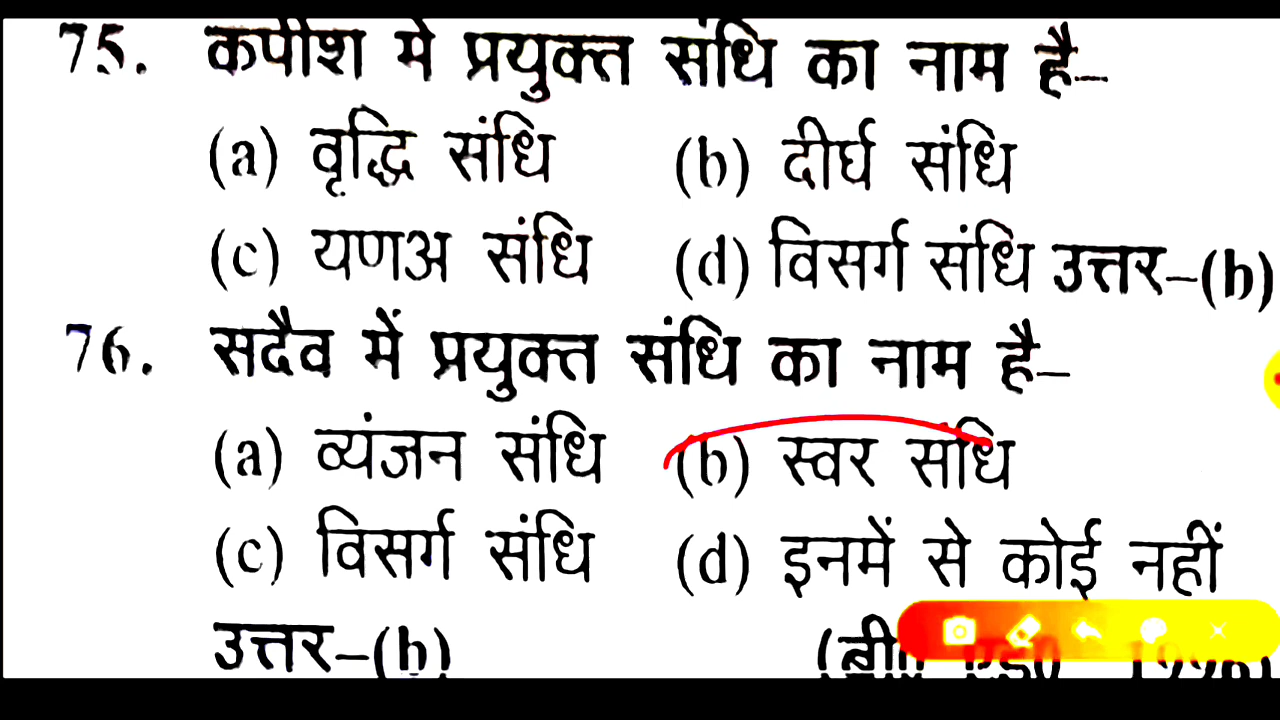 75. कपीश में प्रयुक्त संधि का नाम है–
(a) वृद्धि संधि (b) दीर्घ संधि
(c) यणअ संधि (d) विसर्ग संधि उत्तर–(b)
76. सदैव में प्रयुक्त संधि का नाम है–
(a) व्यंजन संधि (b) स्वर संधि
(c) विसर्ग संधि (d) इनमें से कोई नहीं
उत्तर–(b)